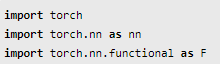 import torch
import torch.nn as nn
import torch.nn.functional as F